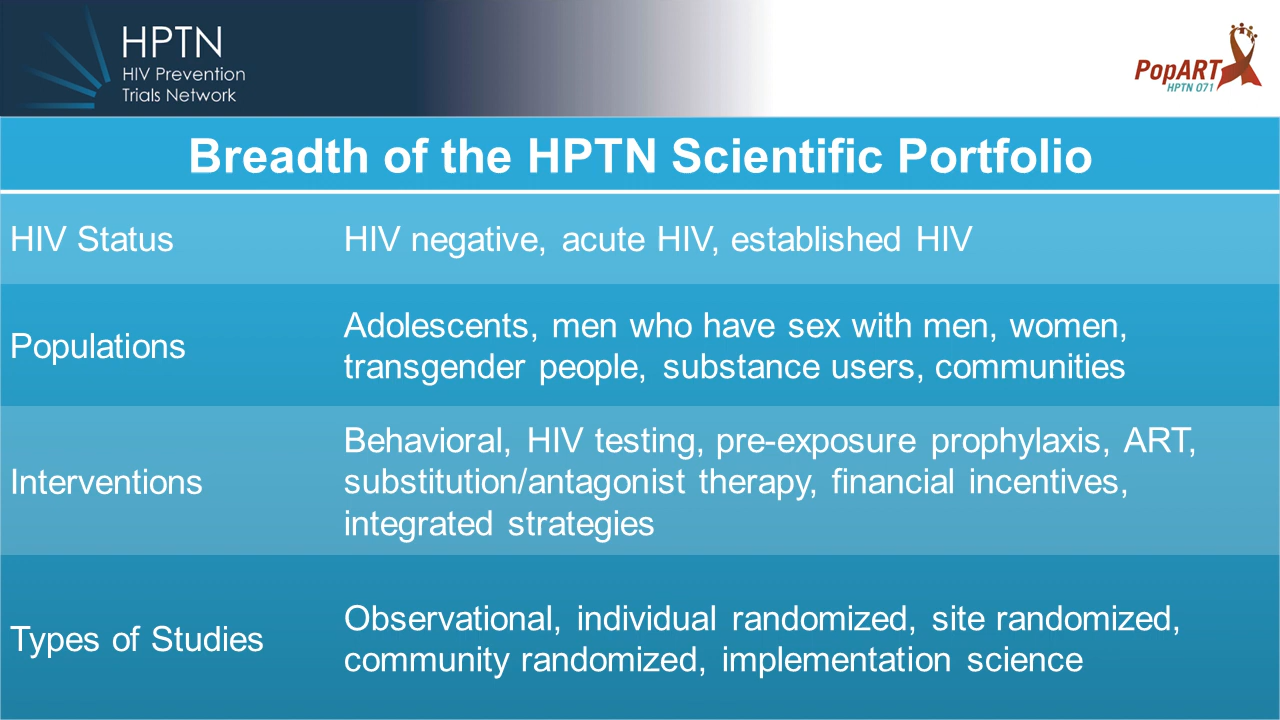 HPTN
HIV Prevention
Trials Network
PopART
HPTN 071
Breadth of the HPTN Scientific Portfolio
HIV Status
HIV negative, acute HIV, established HIV
Populations
Adolescents, men who have sex with men, women,
transgender people, substance users, communities
Interventions
Behavioral, HIV testing, pre-exposure prophylaxis, ART,
substitution/antagonist therapy, financial incentives,
integrated strategies
Types of Studies
Observational, individual randomized, site randomized,
community randomized, implementation science